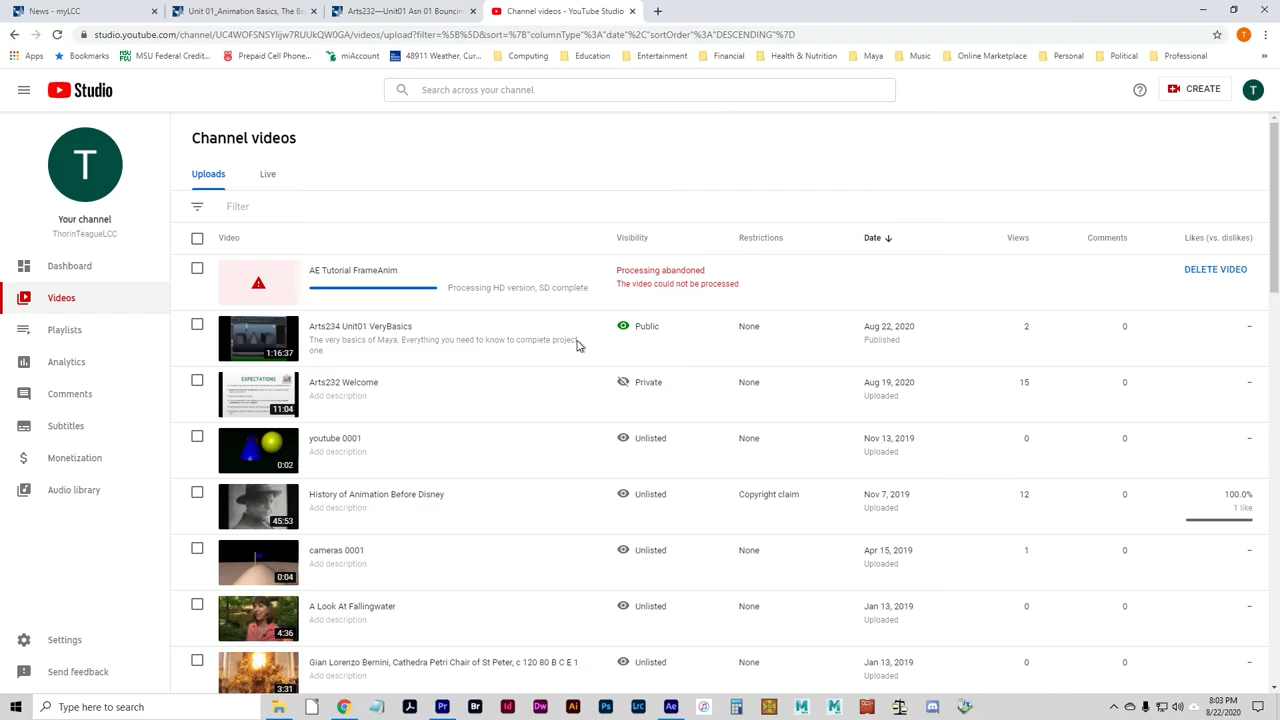 News - myLCC
Unit 01_Animation Basics, The Bo
Arts232—Unit01 Asn 01 Bouncin
Channel videos - YouTube Studio
studio.youtube.com/channel/UC4WOFSNSYIijw7RUUkQW0GA/videos/upload?filter=%5B%5D&sort=%7B"columnType"%3A"date"%2C"sortOrder"%3A"DESCENDING"%7D
T
Apps
Bookmarks
MSU Federal Credit...
Prepaid Cell Phone...
miAccount
48911 Weather, Cur...
Computing
Education
Entertainment
Financial
Health & Nutrition
Maya
Music
Online Marketplace
Personal
Political
Professional
Studio
Search across your channel
CREATE
T
T
Your channel
ThorinTeagueLCC
Dashboard
Videos
Playlists
Analytics
Comments
Subtitles
Monetization
Audio library
Settings
Send feedback
Channel videos
Uploads
Live
Filter
Video
Visibility
Restrictions
Date
Views
Comments
Likes (vs. dislikes)
AE Tutorial FrameAnim
Processing HD version, SD complete
Processing abandoned
The video could not be processed
DELETE VIDEO
1:16:37
Arts234 Unit01 VeryBasics
The very basics of Maya. Everything you need to know to complete project
one.
Public
None
Aug 22, 2020
Published
2
0
–
EXPECTATIONS
11:04
Arts232 Welcome
Add description
Private
None
Aug 19, 2020
Uploaded
15
0
–
0:02
youtube 0001
Add description
Unlisted
None
Nov 13, 2019
Uploaded
0
0
–
45:53
History of Animation Before Disney
Add description
Unlisted
Copyright claim
Nov 7, 2019
Uploaded
12
0
100.0%
1 like
0:04
cameras 0001
Add description
Unlisted
None
Apr 15, 2019
Uploaded
1
0
–
4:36
A Look At Fallingwater
Add description
Unlisted
None
Jan 13, 2019
Uploaded
0
0
–
3:31
Gian Lorenzo Bernini, Cathedra Petri Chair of St Peter, c 120 80 B C E 1
Add description
Unlisted
None
Jan 13, 2019
Uploaded
0
0
–
Type here to search
Pr
Br
Id
Dw
Ai
Ps
Lrc
Ae
8:03 PM
8/22/2020